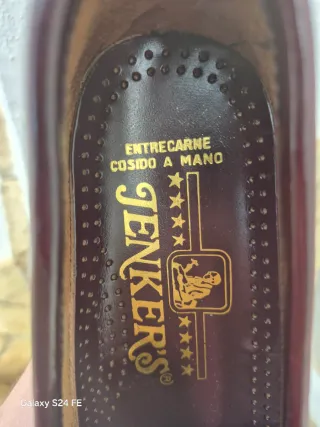 ENTRECARNE
COSIDO A MANO
JENKER'S®
Galaxy S24 FE